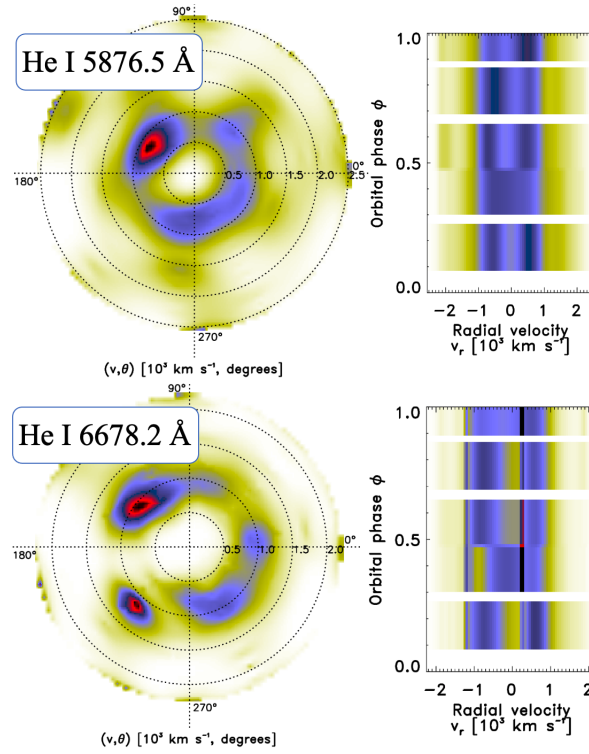 90°
He I 5876.5 Å
180°
0°
0.5 1.0 1.5 2.0 2.5
270°
(v,θ) [10³ km s⁻¹, degrees]
1.0
0.5
0.0
Orbital phase ϕ
−2 −1 0 1 2
Radial velocity
vᵣ [10³ km s⁻¹]
90°
He I 6678.2 Å
180°
0°
0.5 1.0 1.5 2.0
270°
(v,θ) [10³ km s⁻¹, degrees]
1.0
0.5
0.0
Orbital phase ϕ
−2 −1 0 1 2
Radial velocity
vᵣ [10³ km s⁻¹]